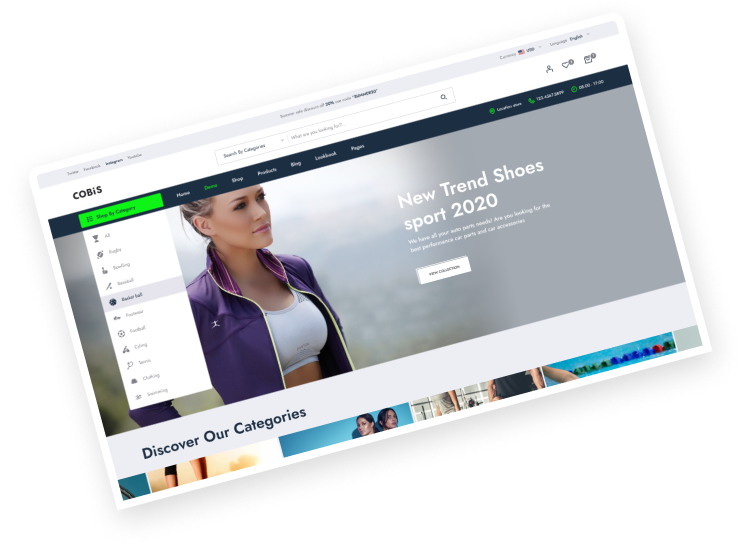 Currency USD Language English
Summer sale discount off 50% use code "SUNMER50"
Twitter Facebook Instagram Youtube
COBiS
Search By Categories What are you looking for?...
Shop By Category Home Demo Shop Products Blog Lookbook Pages Location store 723.4567.8899 08:00 - 17:00
All
Rugby
Bowlling
Baseball
Basket ball
Footwear
Football
Cyling
Tennis
Clothing
Swimming
New Trend Shoes
sport 2020
We have all your auto parts needs! Are you looking for the
best performance car parts and car accessories
VIEW COLLECTION
Discover Our Categories